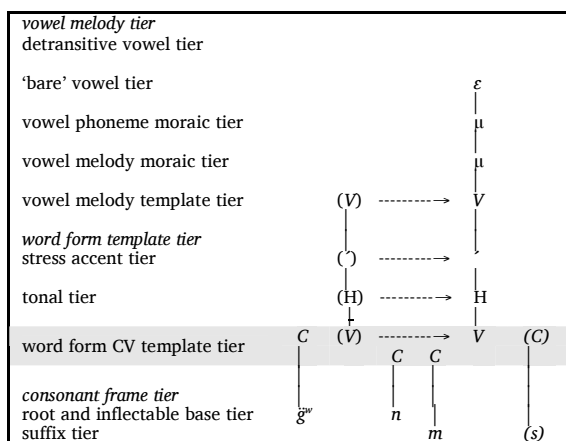 vowel melody tier
detransitive vowel tier
‘bare’ vowel tier ε
vowel phoneme moraic tier μ
vowel melody moraic tier μ
vowel melody template tier (V) --------→ V
word form template tier
stress accent tier (´) --------→ ´
tonal tier (H) --------→ H
word form CV template tier C (V) --------→ V (C)
C C
consonant frame tier
root and inflectable base tier g̈ʷ n
suffix tier m (s)